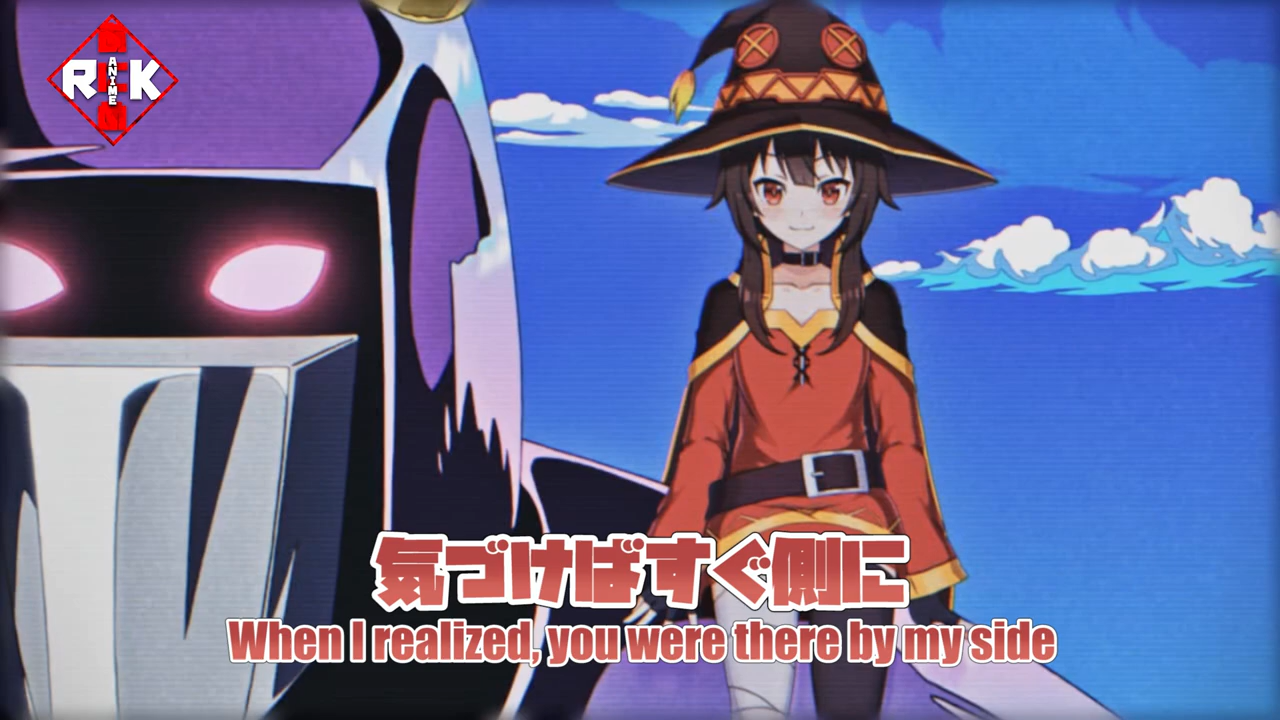 R K
ANIME
気づけばすぐ側に
When I realized, you were there by my side